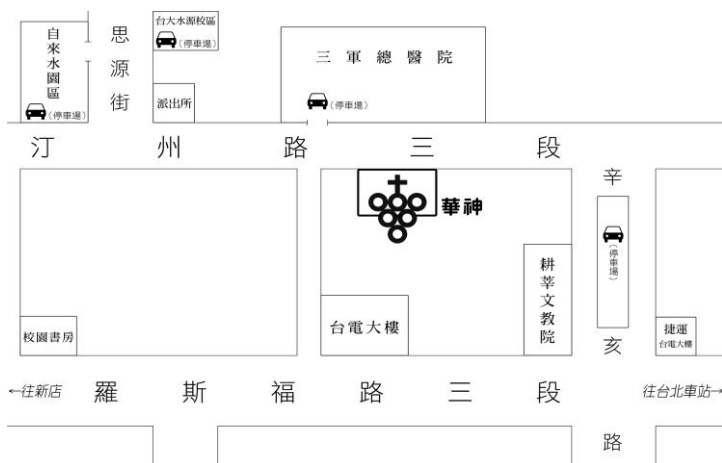 自來水園區
(停車場)
思源街
台大水源校區
(停車場)
派出所
三軍總醫院
(停車場)
汀州路三段
華神
辛亥路
(停車場)
耕莘文教院
台電大樓
校園書房
捷運
台電大樓
←往新店
羅斯福路三段
往台北車站→